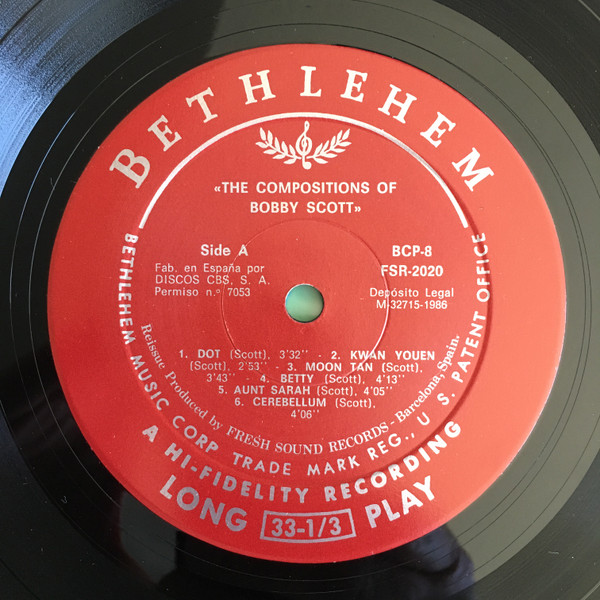 BETHLEHEM
«THE COMPOSITIONS OF
BOBBY SCOTT»
Side A
BCP-8
Fab. en España por
DISCOS CBS, S. A.
Permiso n.º 7053
FSR-2020
Depósito Legal
M-32715-1986
1. DOT (Scott), 3'32'' - 2. KWAN YOUEN
(Scott), 2'53'' - 3. MOON TAN (Scott),
3'43'' - 4. BETTY (Scott), 4'13''
5. AUNT SARAH (Scott), 4'05''
6. CEREBELLUM (Scott),
4'06''
Reissue Produced by FRESH SOUND RECORDS - Barcelona, Spain.
BETHLEHEM MUSIC CORP. TRADE MARK REG., U. S. PATENT OFFICE
A HI-FIDELITY RECORDING
LONG 33-1/3 PLAY